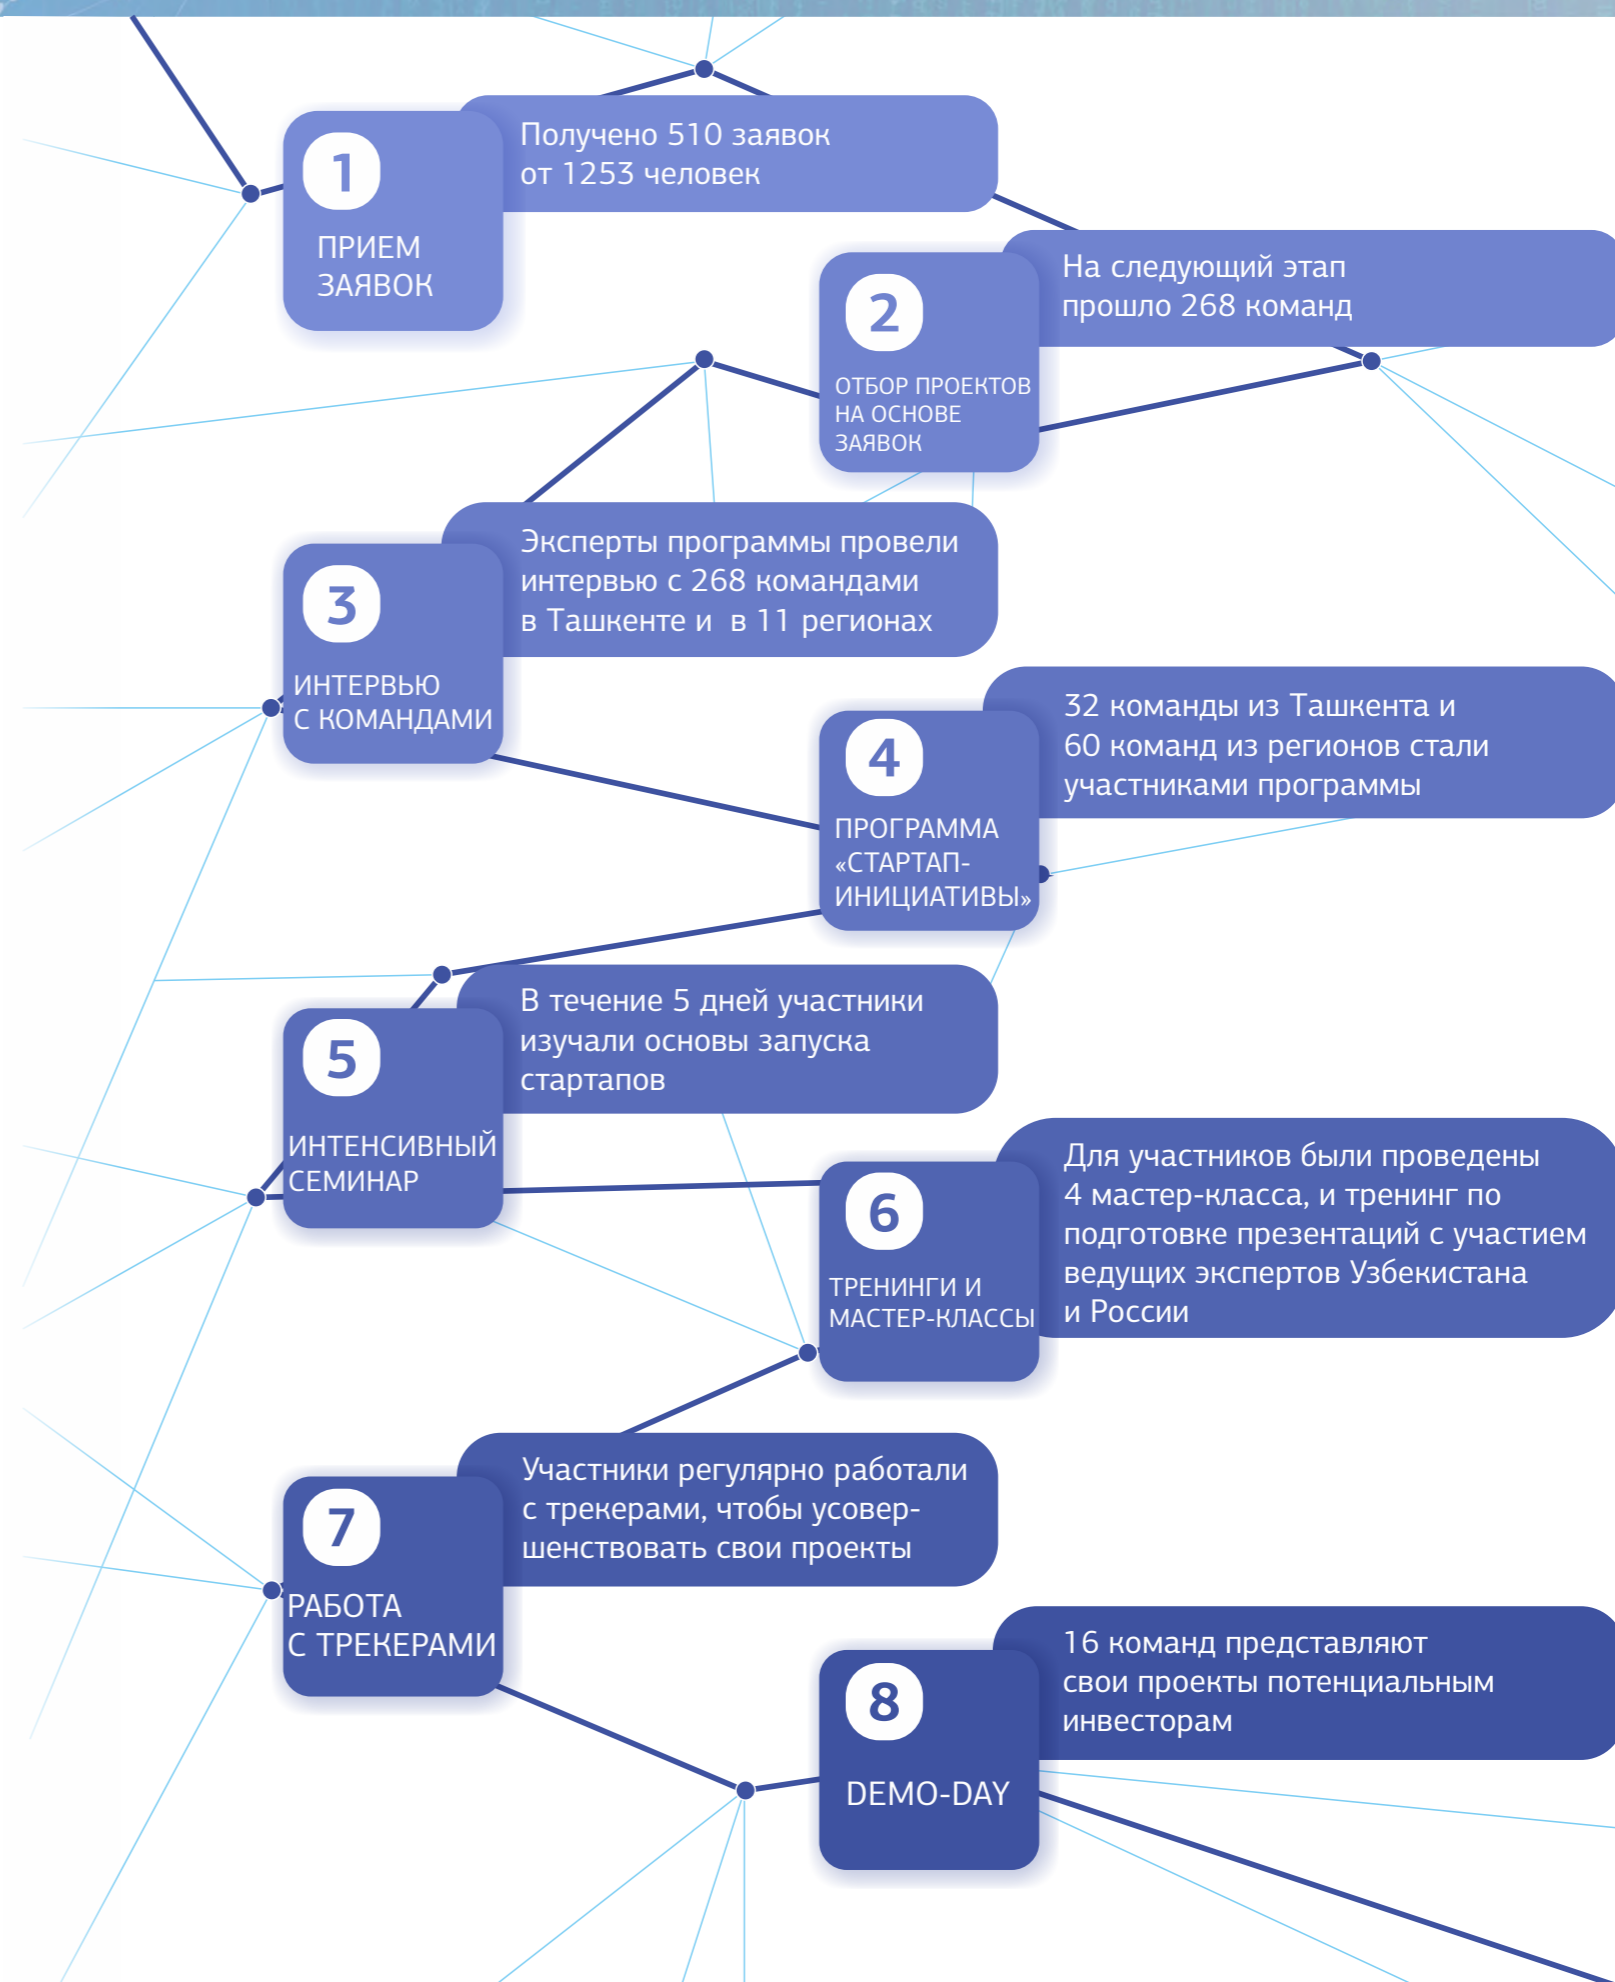 1
ПРИЕМ
ЗАЯВОК
Получено 510 заявок
от 1253 человек
2
ОТБОР ПРОЕКТОВ
НА ОСНОВЕ
ЗАЯВОК
На следующий этап
прошло 268 команд
3
ИНТЕРВЬЮ
С КОМАНДАМИ
Эксперты программы провели
интервью с 268 командами
в Ташкенте и в 11 регионах
4
ПРОГРАММА
«СТАРТАП-
ИНИЦИАТИВЫ»
32 команды из Ташкента и
60 команд из регионов стали
участниками программы
5
ИНТЕНСИВНЫЙ
СЕМИНАР
В течение 5 дней участники
изучали основы запуска
стартапов
6
ТРЕНИНГИ И
МАСТЕР-КЛАССЫ
Для участников были проведены
4 мастер-класса, и тренинг по
подготовке презентаций с участием
ведущих экспертов Узбекистана
и России
7
РАБОТА
С ТРЕКЕРАМИ
Участники регулярно работали
с трекерами, чтобы усовер-
шенствовать свои проекты
8
DEMO-DAY
16 команд представляют
свои проекты потенциальным
инвесторам